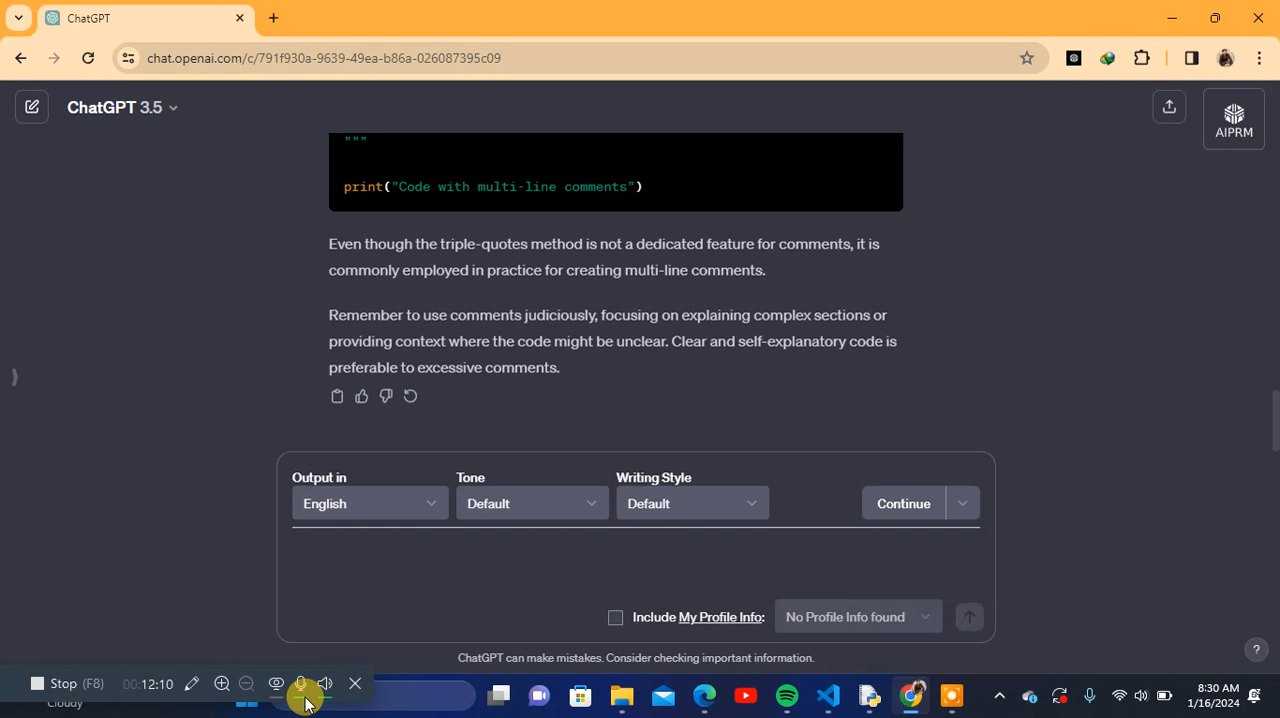 ChatGPT
chat.openai.com/c/791f930a-9639-49ea-b86a-026087395c09
ChatGPT 3.5
AIPRM
"""
print("Code with multi-line comments")
Even though the triple-quotes method is not a dedicated feature for comments, it is
commonly employed in practice for creating multi-line comments.
Remember to use comments judiciously, focusing on explaining complex sections or
providing context where the code might be unclear. Clear and self-explanatory code is
preferable to excessive comments.
Output in
Tone
Writing Style
English
Default
Default
Continue
Include My Profile Info:
No Profile Info found
ChatGPT can make mistakes. Consider checking important information.
?
Stop (F8)
00:12:10
Cloudy
8:30 AM
1/16/2024